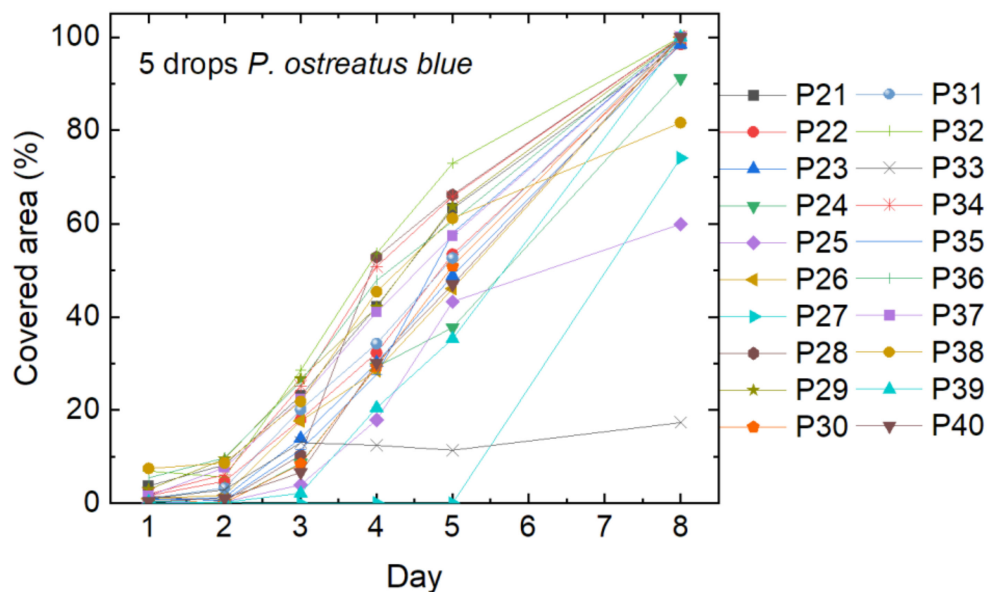 5 drops P. ostreatus blue
Covered area (%)
100
80
60
40
20
0
1 2 3 4 5 6 7 8
Day
P21 P31
P22 P32
P23 P33
P24 P34
P25 P35
P26 P36
P27 P37
P28 P38
P29 P39
P30 P40